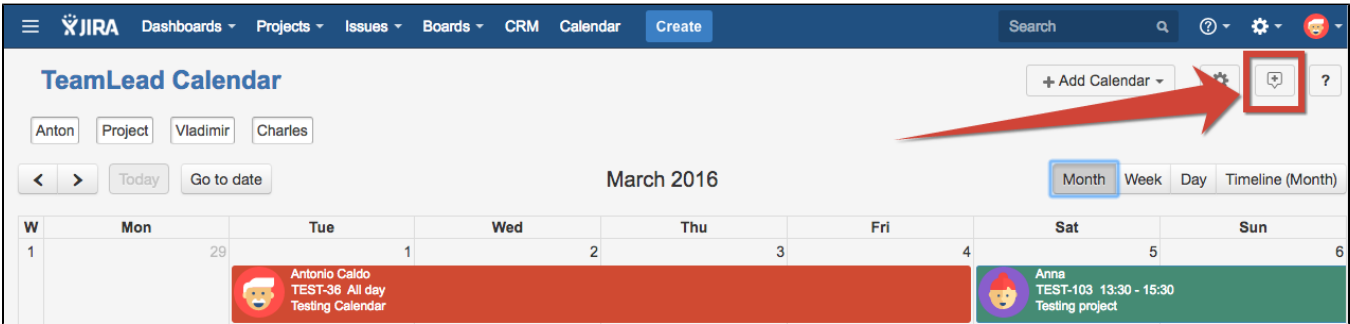 JIRA Dashboards Projects Issues Boards CRM Calendar Create Search ?
TeamLead Calendar + Add Calendar ?
Anton Project Vladimir Charles
< > Today Go to date March 2016 Month Week Day Timeline (Month)
W Mon Tue Wed Thu Fri Sat Sun
1 29 1 2 3 4 5 6
Antonio Caldo
TEST-36 All day
Testing Calendar
Anna
TEST-103 13:30 - 15:30
Testing project